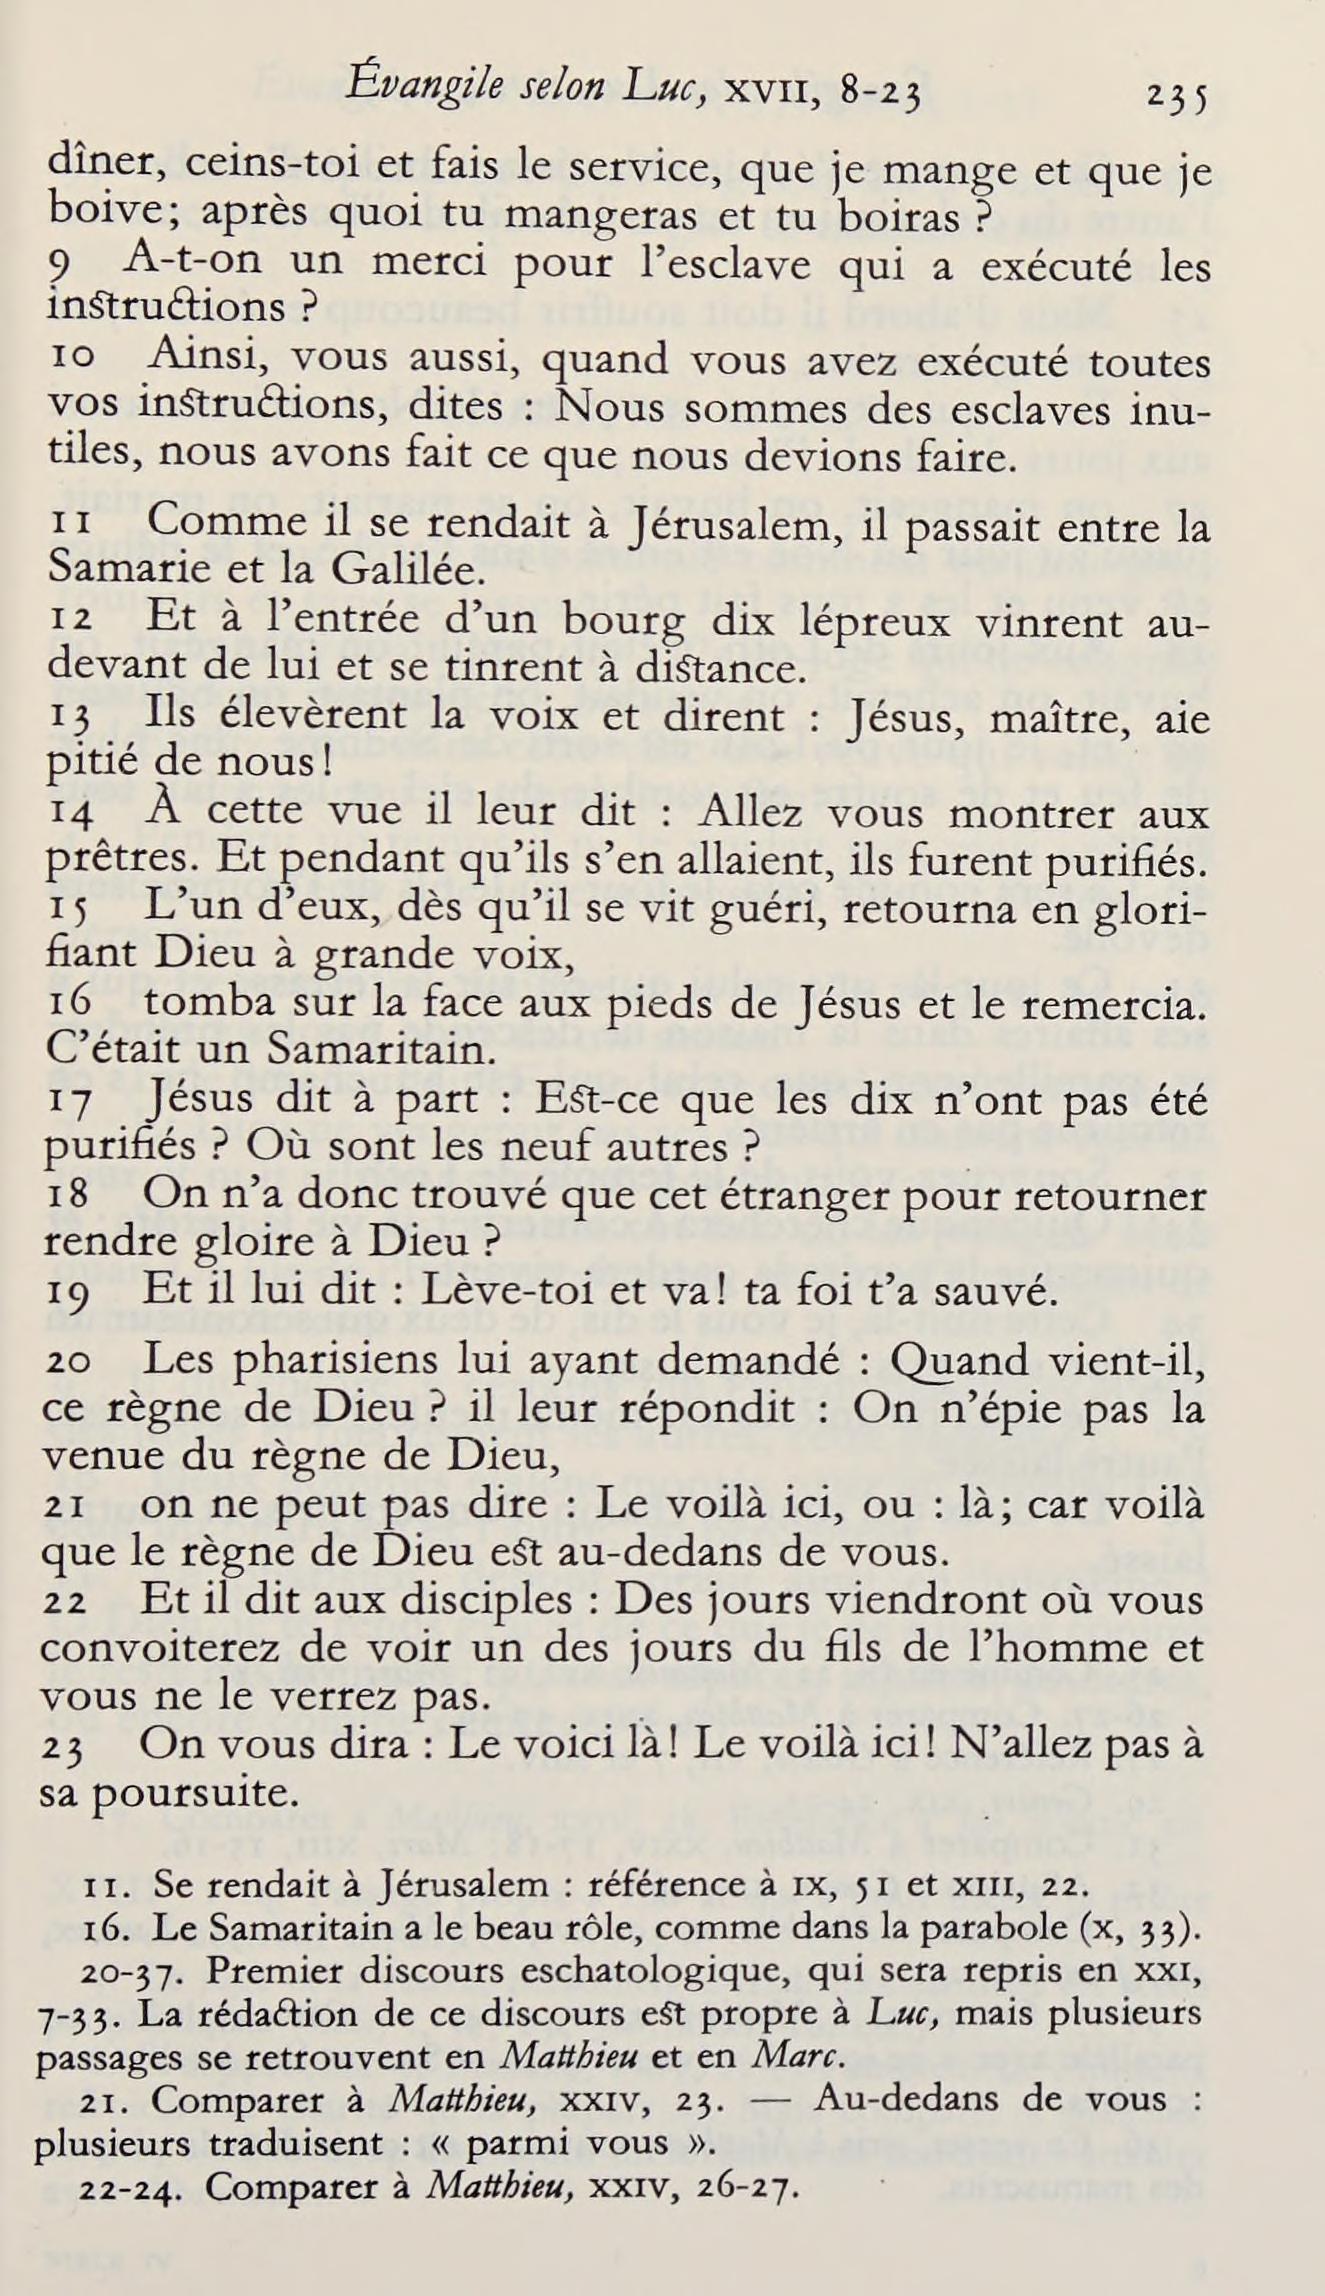 Évangile selon Luc, XVII, 8-23 235
dîner, ceins-toi et fais le service, que je mange et que je
boive; après quoi tu mangeras et tu boiras ?
9 A-t-on un merci pour l’esclave qui a exécuté les
instructions ?
10 Ainsi, vous aussi, quand vous avez exécuté toutes
vos instructions, dites : Nous sommes des esclaves inu-
tiles, nous avons fait ce que nous devions faire.
11 Comme il se rendait à Jérusalem, il passait entre la
Samarie et la Galilée.
12 Et à l’entrée d’un bourg dix lépreux vinrent au-
devant de lui et se tinrent à distance.
13 Ils élevèrent la voix et dirent : Jésus, maître, aie
pitié de nous!
14 À cette vue il leur dit : Allez vous montrer aux
prêtres. Et pendant qu’ils s’en allaient, ils furent purifiés.
15 L’un d’eux, dès qu’il se vit guéri, retourna en glori-
fiant Dieu à grande voix,
16 tomba sur la face aux pieds de Jésus et le remercia.
C’était un Samaritain.
17 Jésus dit à part : Est-ce que les dix n’ont pas été
purifiés ? Où sont les neuf autres ?
18 On n’a donc trouvé que cet étranger pour retourner
rendre gloire à Dieu ?
19 Et il lui dit : Lève-toi et va! ta foi t’a sauvé.
20 Les pharisiens lui ayant demandé : Quand vient-il,
ce règne de Dieu ? il leur répondit : On n’épie pas la
venue du règne de Dieu,
21 on ne peut pas dire : Le voilà ici, ou : là; car voilà
que le règne de Dieu est au-dedans de vous.
22 Et il dit aux disciples : Des jours viendront où vous
convoiterez de voir un des jours du fils de l’homme et
vous ne le verrez pas.
23 On vous dira : Le voici là! Le voilà ici! N’allez pas à
sa poursuite.
11. Se rendait à Jérusalem : référence à IX, 51 et XIII, 22.
16. Le Samaritain a le beau rôle, comme dans la parabole (X, 33).
20-37. Premier discours eschatologique, qui sera repris en XXI,
7-33. La rédaction de ce discours est propre à Luc, mais plusieurs
passages se retrouvent en Matthieu et en Marc.
21. Comparer à Matthieu, XXIV, 23. — Au-dedans de vous :
plusieurs traduisent : « parmi vous ».
22-24. Comparer à Matthieu, XXIV, 26-27.